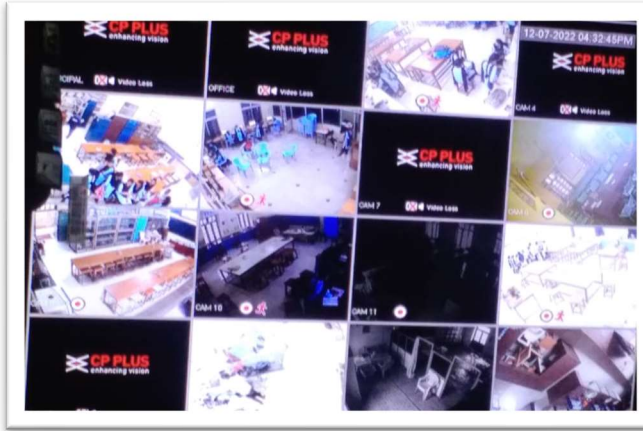 CP PLUS
enhancing vision
CIPAL
Video Loss
CP PLUS
enhancing vision
OFFICE
Video Loss
12-07-2022 04:32:45PM
CP PLUS
enhancing vision
CAM 4
Video Loss
CP PLUS
enhancing vision
CAM 7
Video Loss
CAM 10
CAM 11
CP PLUS
enhancing vision